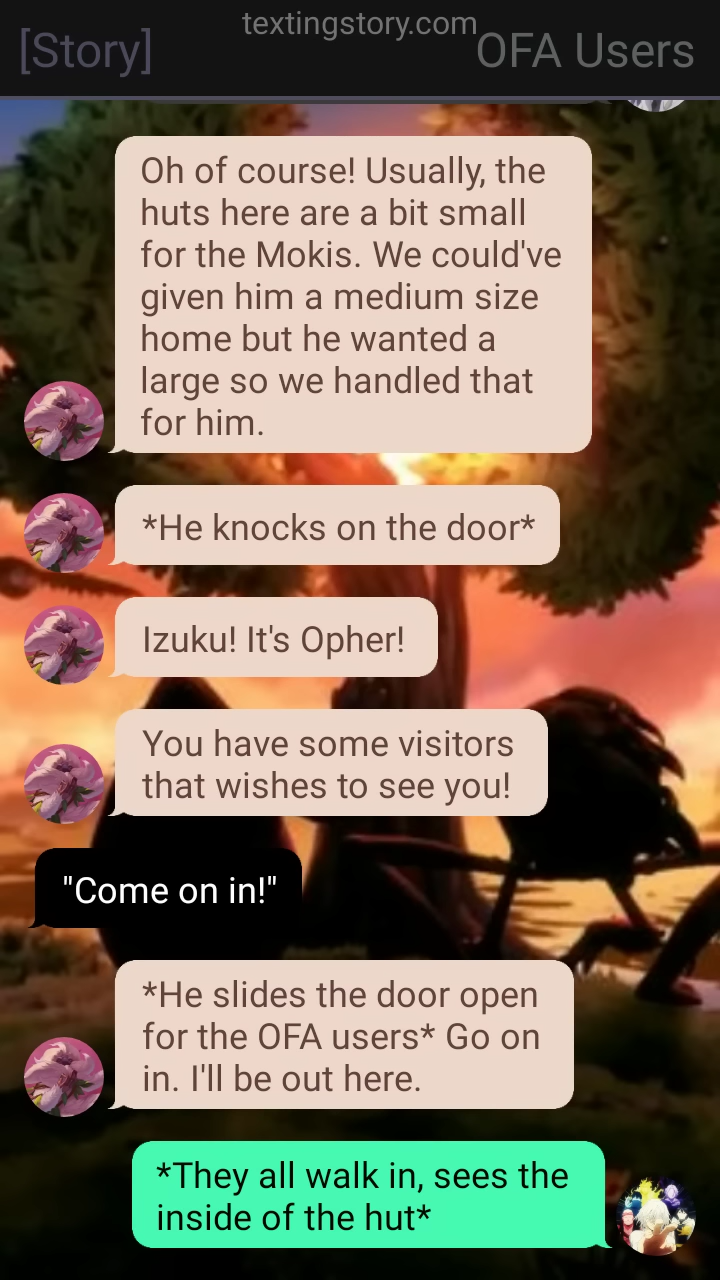 textingstory.com
[Story]
OFA Users
Oh of course! Usually, the
huts here are a bit small
for the Mokis. We could've
given him a medium size
home but he wanted a
large so we handled that
for him.
*He knocks on the door*
Izuku! It's Opher!
You have some visitors
that wishes to see you!
"Come on in!"
*He slides the door open
for the OFA users* Go on
in. I'll be out here.
*They all walk in, sees the
inside of the hut*